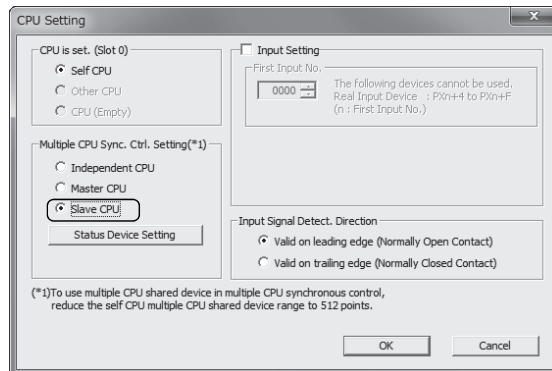 CPU Setting
CPU is set. (Slot 0)
Self CPU
Other CPU
CPU (Empty)
Multiple CPU Sync. Ctrl. Setting(*1)
Independent CPU
Master CPU
Slave CPU
Status Device Setting
Input Setting
First Input No.
0000
The following devices cannot be used.
Real Input Device : PXn+4 to PXn+F
(n : First Input No.)
Input Signal Detect. Direction
Valid on leading edge (Normally Open Contact)
Valid on trailing edge (Normally Closed Contact)
(*1)To use multiple CPU shared device in multiple CPU synchronous control,
reduce the self CPU multiple CPU shared device range to 512 points.
OK
Cancel